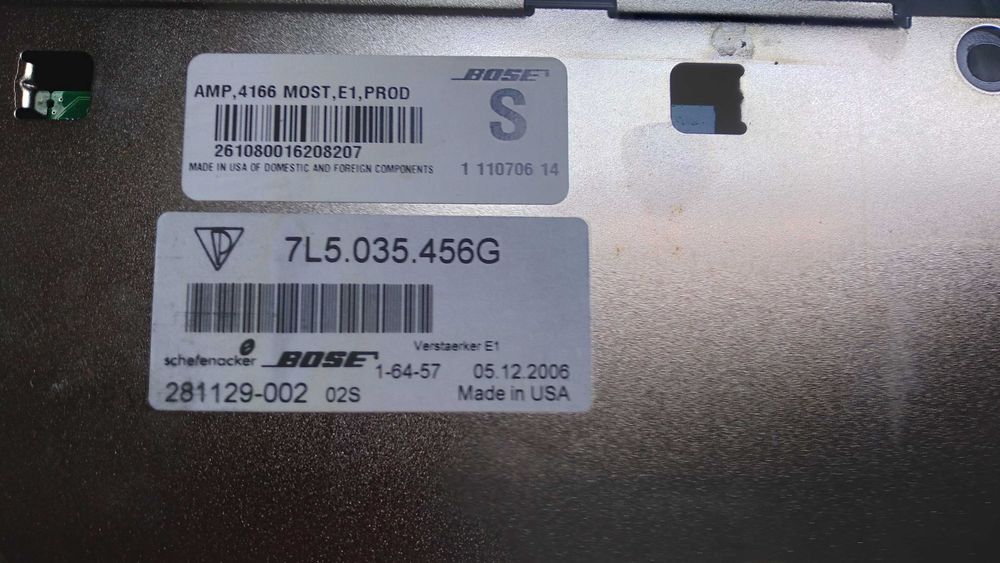 BOSE
AMP,4166 MOST,E1,PROD
S
261080016208207
MADE IN USA OF DOMESTIC AND FOREIGN COMPONENTS
1 110706 14
7L5.035.456G
Verstaerker E1
schefenacker BOSE
1-64-57 05.12.2006
281129-002 02S Made in USA